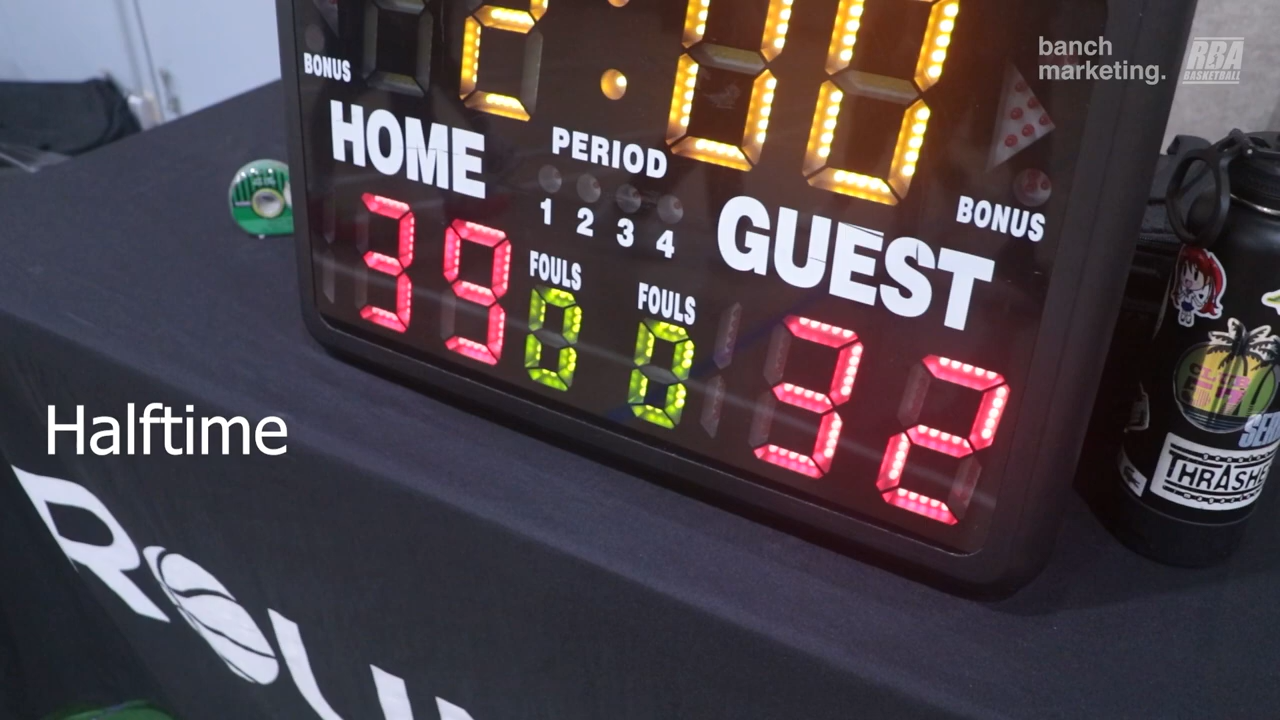 banch
marketing.
RBA
BASKETBALL
2:00
BONUS
HOME
PERIOD
1 2 3 4
GUEST
BONUS
39
FOULS
0
FOULS
0
32
Halftime
THRASHE